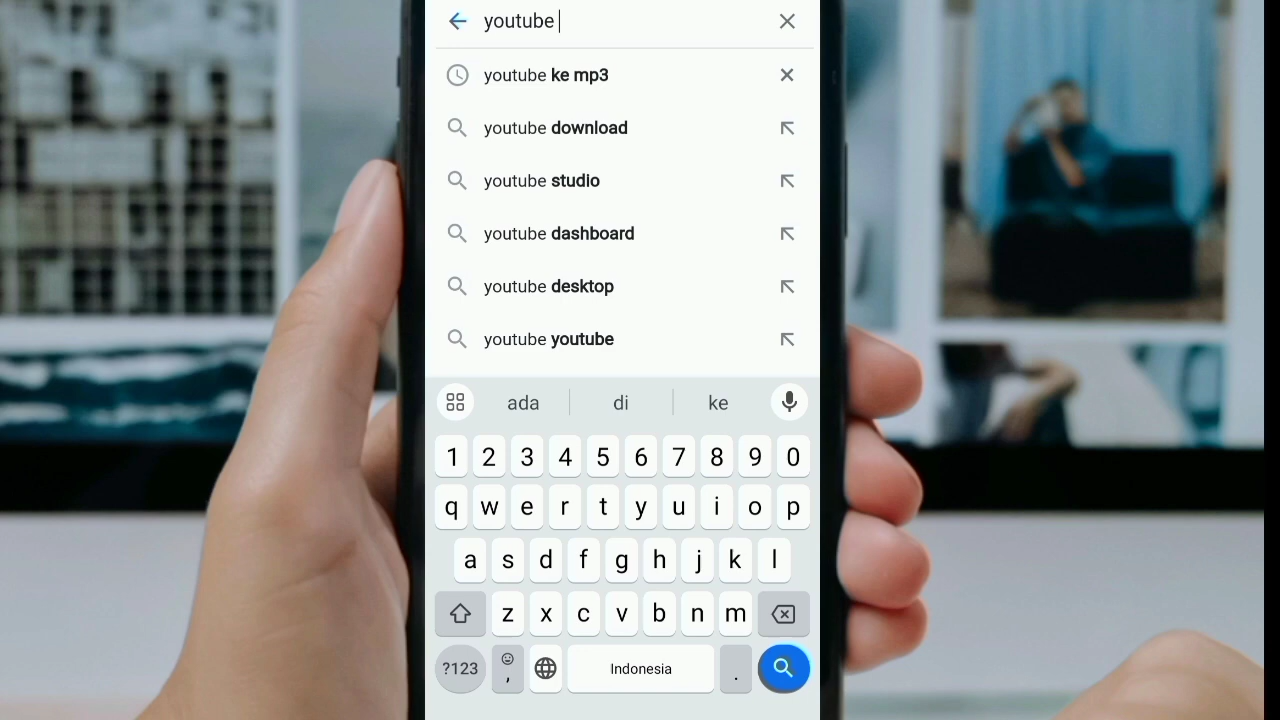 youtube
youtube ke mp3
youtube download
youtube studio
youtube dashboard
youtube desktop
youtube youtube
ada di ke
1 2 3 4 5 6 7 8 9 0
q w e r t y u i o p
a s d f g h j k l
z x c v b n m
?123 , Indonesia .